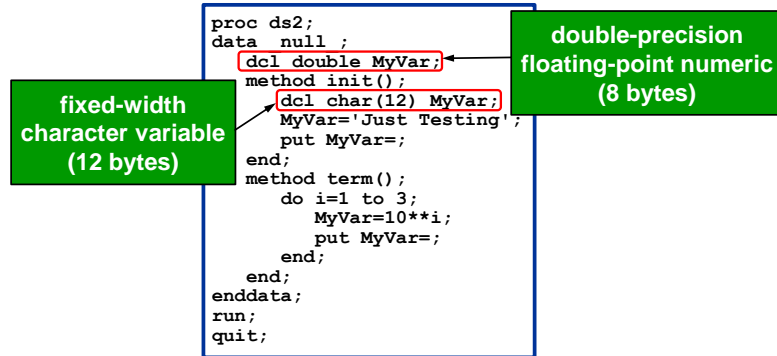 proc ds2;
data _null_;
dcl double MyVar;
method init();
dcl char(12) MyVar;
MyVar='Just Testing';
put MyVar=;
end;
method term();
do i=1 to 3;
MyVar=10**i;
put MyVar=;
end;
end;
enddata;
run;
quit;
double-precision
floating-point numeric
(8 bytes)
fixed-width
character variable
(12 bytes)